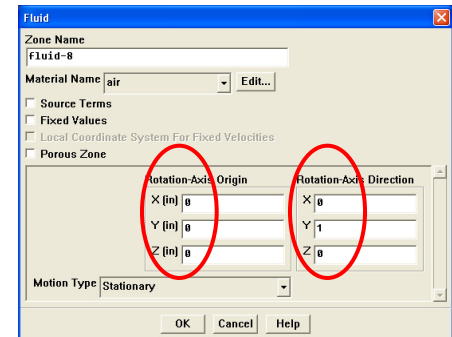 Fluid
Zone Name
fluid-8
Material Name air Edit...
Source Terms
Fixed Values
Local Coordinate System For Fixed Velocities
Porous Zone
Rotation-Axis Origin Rotation-Axis Direction
X (in) 0 X 0
Y (in) 0 Y 1
Z (in) 0 Z 0
Motion Type Stationary
OK Cancel Help